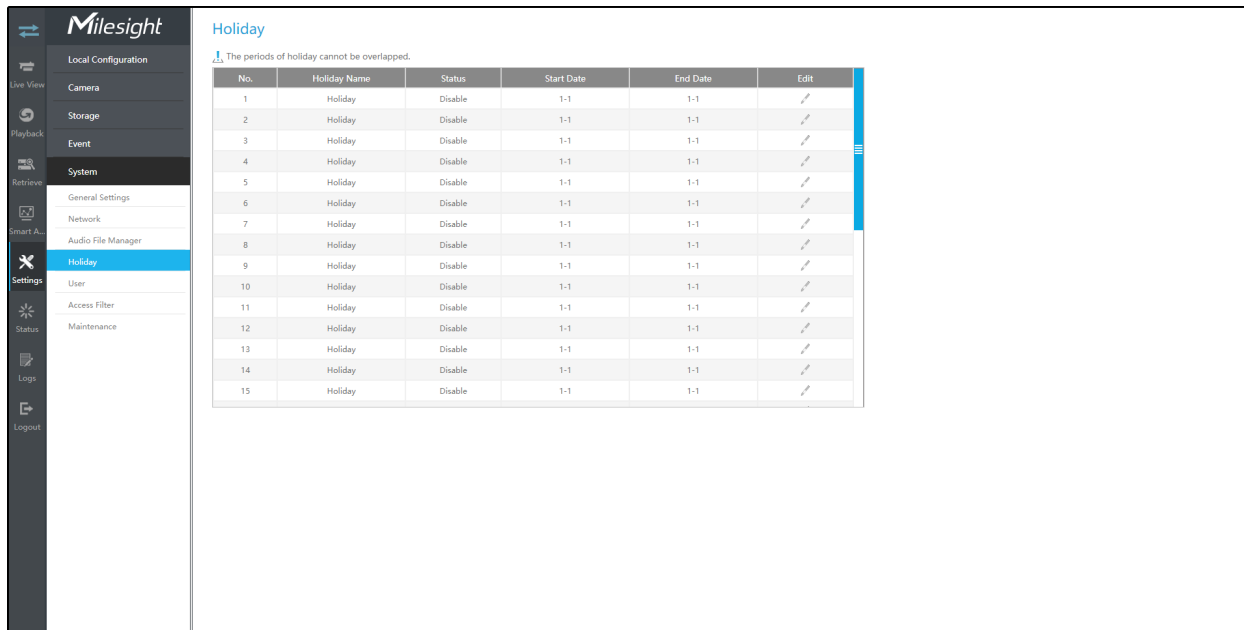 Milesight
Live View
Playback
Retrieve
Smart A...
Settings
Status
Logs
Logout
Local Configuration
Camera
Storage
Event
System
General Settings
Network
Audio File Manager
Holiday
User
Access Filter
Maintenance
Holiday
The periods of holiday cannot be overlapped.
No. Holiday Name Status Start Date End Date Edit
1 Holiday Disable 1-1 1-1
2 Holiday Disable 1-1 1-1
3 Holiday Disable 1-1 1-1
4 Holiday Disable 1-1 1-1
5 Holiday Disable 1-1 1-1
6 Holiday Disable 1-1 1-1
7 Holiday Disable 1-1 1-1
8 Holiday Disable 1-1 1-1
9 Holiday Disable 1-1 1-1
10 Holiday Disable 1-1 1-1
11 Holiday Disable 1-1 1-1
12 Holiday Disable 1-1 1-1
13 Holiday Disable 1-1 1-1
14 Holiday Disable 1-1 1-1
15 Holiday Disable 1-1 1-1